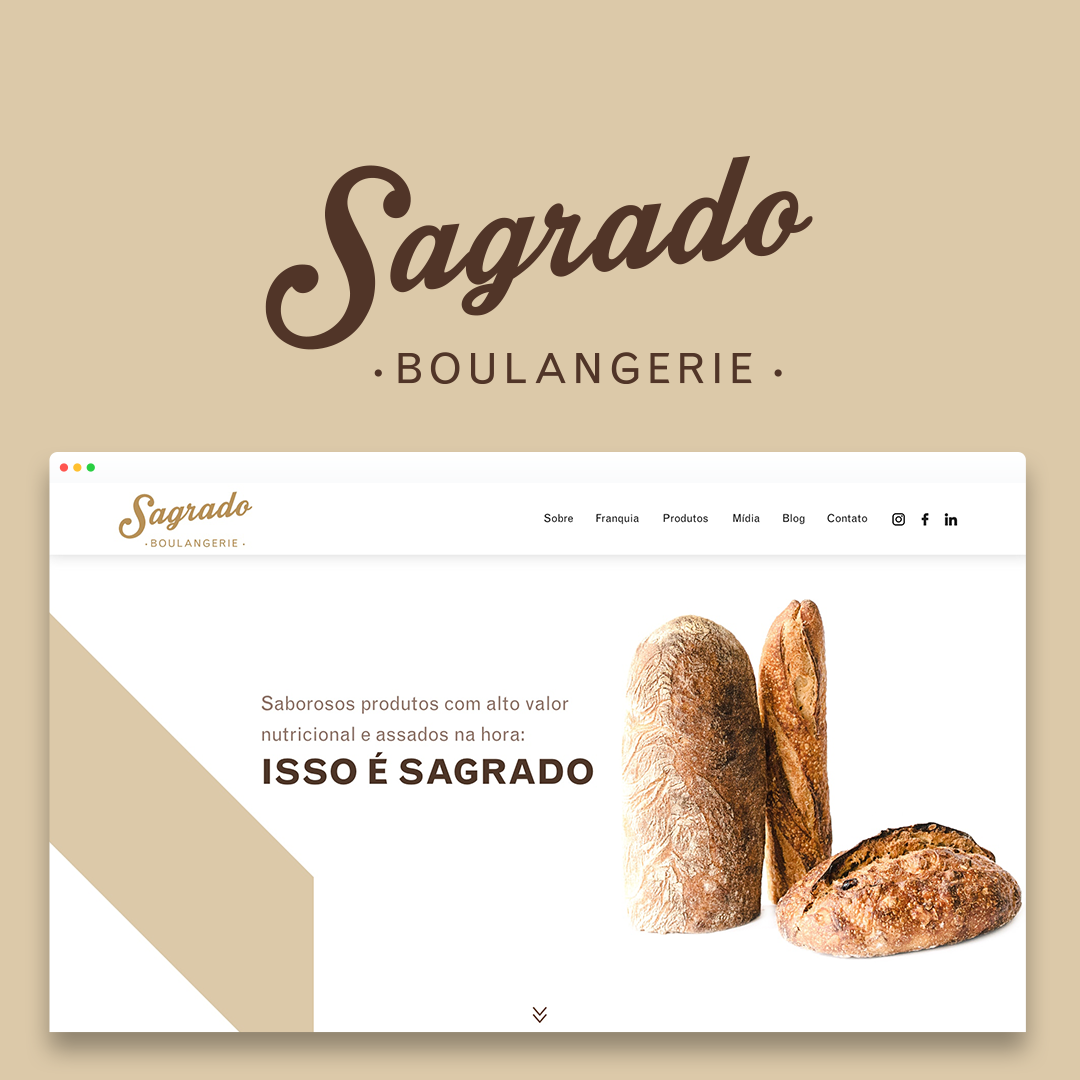 Sagrado
• BOULANGERIE •
Sagrado
• BOULANGERIE •
Sobre Franquia Produtos Mídia Blog Contato
Saborosos produtos com alto valor
nutricional e assados na hora:
ISSO É SAGRADO